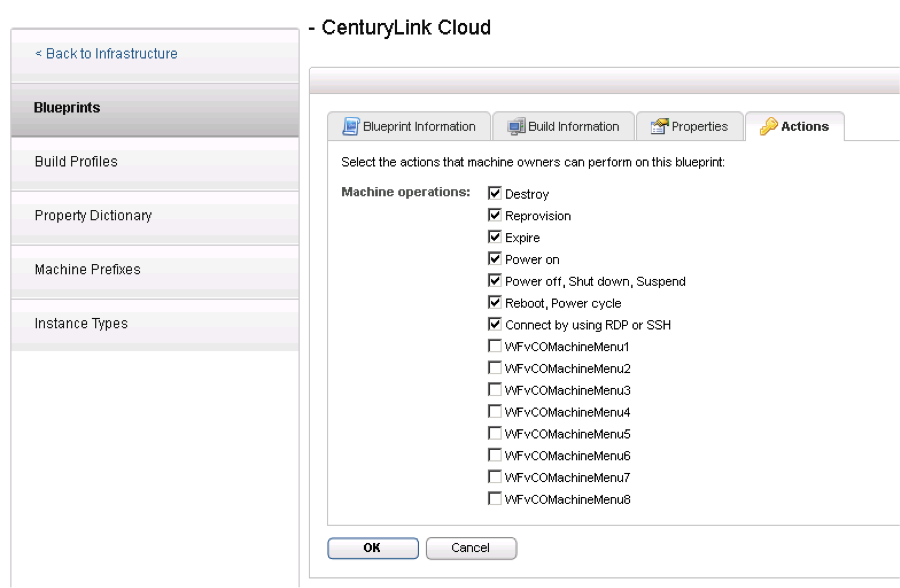 - CenturyLink Cloud
< Back to Infrastructure
Blueprints
Build Profiles
Property Dictionary
Machine Prefixes
Instance Types
Blueprint Information
Build Information
Properties
Actions
Select the actions that machine owners can perform on this blueprint:
Machine operations:
Destroy
Reprovision
Expire
Power on
Power off, Shut down, Suspend
Reboot, Power cycle
Connect by using RDP or SSH
WFvCOMachineMenu1
WFvCOMachineMenu2
WFvCOMachineMenu3
WFvCOMachineMenu4
WFvCOMachineMenu5
WFvCOMachineMenu6
WFvCOMachineMenu7
WFvCOMachineMenu8
OK
Cancel